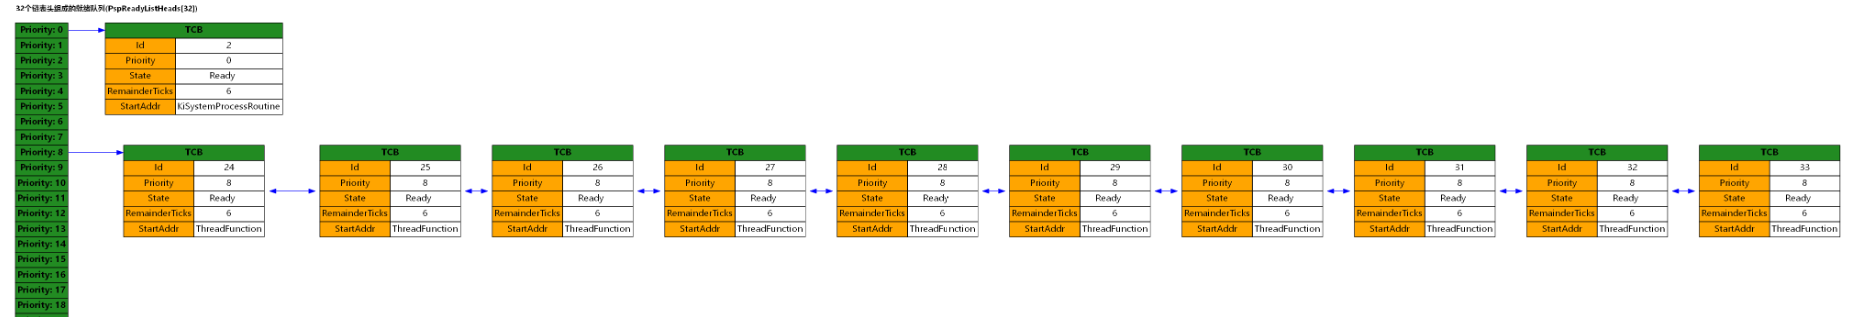 32个链表头组成的就绪队列(PspReadyListHeads[32])
Priority: 0 TCB
Priority: 1 Id 2
Priority: 2 Priority 0
Priority: 3 State Ready
Priority: 4 RemainderTicks 6
Priority: 5 StartAddr KiSystemProcessRoutine
Priority: 6
Priority: 7
Priority: 8 TCB TCB TCB TCB TCB TCB TCB TCB TCB TCB
Priority: 9 Id 24 Id 25 Id 26 Id 27 Id 28 Id 29 Id 30 Id 31 Id 32 Id 33
Priority: 10 Priority 8 Priority 8 Priority 8 Priority 8 Priority 8 Priority 8 Priority 8 Priority 8 Priority 8 Priority 8
Priority: 11 State Ready State Ready State Ready State Ready State Ready State Ready State Ready State Ready State Ready State Ready
Priority: 12 RemainderTicks 6 RemainderTicks 6 RemainderTicks 6 RemainderTicks 6 RemainderTicks 6 RemainderTicks 6 RemainderTicks 6 RemainderTicks 6 RemainderTicks 6 RemainderTicks 6
Priority: 13 StartAddr ThreadFunction StartAddr ThreadFunction StartAddr ThreadFunction StartAddr ThreadFunction StartAddr ThreadFunction StartAddr ThreadFunction StartAddr ThreadFunction StartAddr ThreadFunction StartAddr ThreadFunction StartAddr ThreadFunction
Priority: 14
Priority: 15
Priority: 16
Priority: 17
Priority: 18